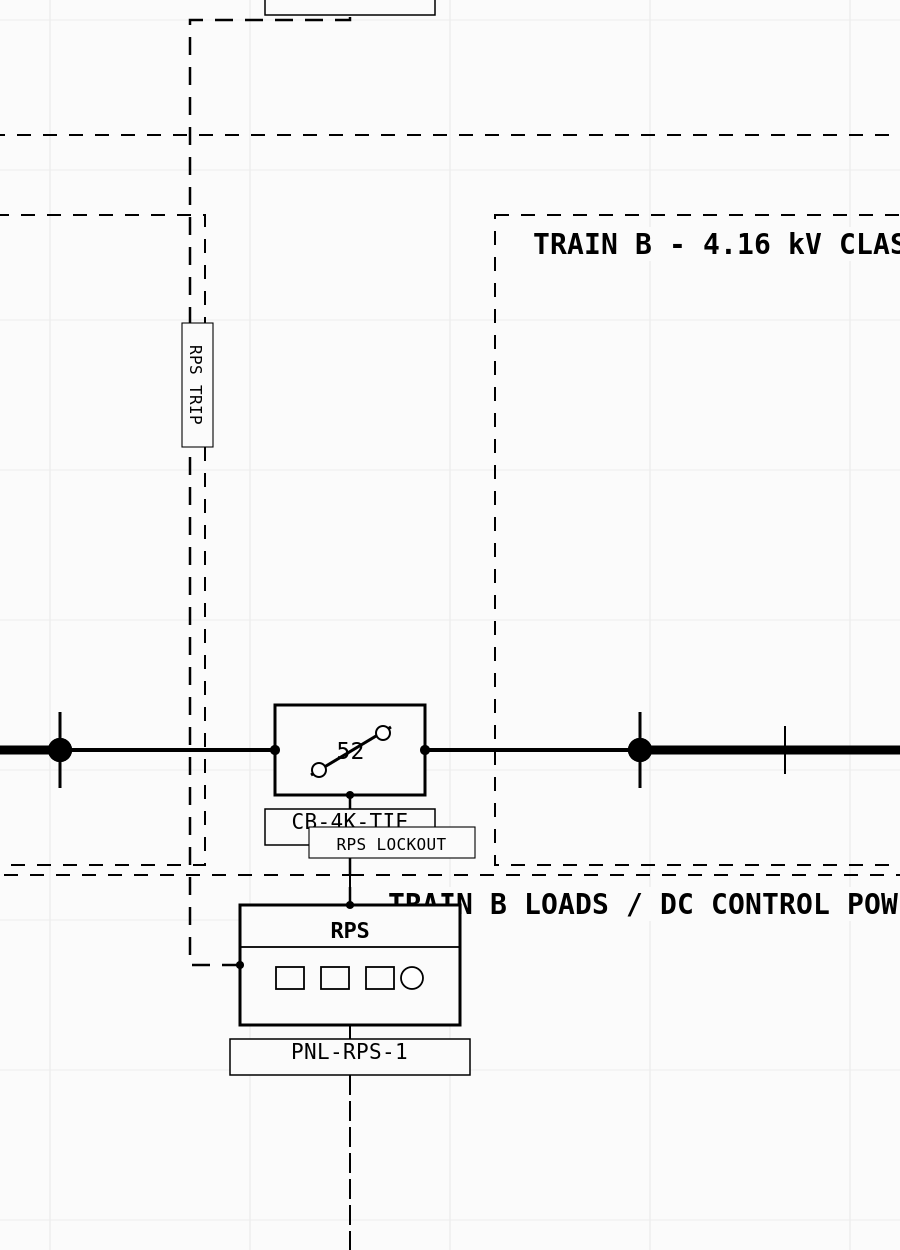 TRAIN B - 4.16 kV CLAS
RPS TRIP
52
CB-4K-TIE
RPS LOCKOUT
TRAIN B LOADS / DC CONTROL POW
RPS
PNL-RPS-1